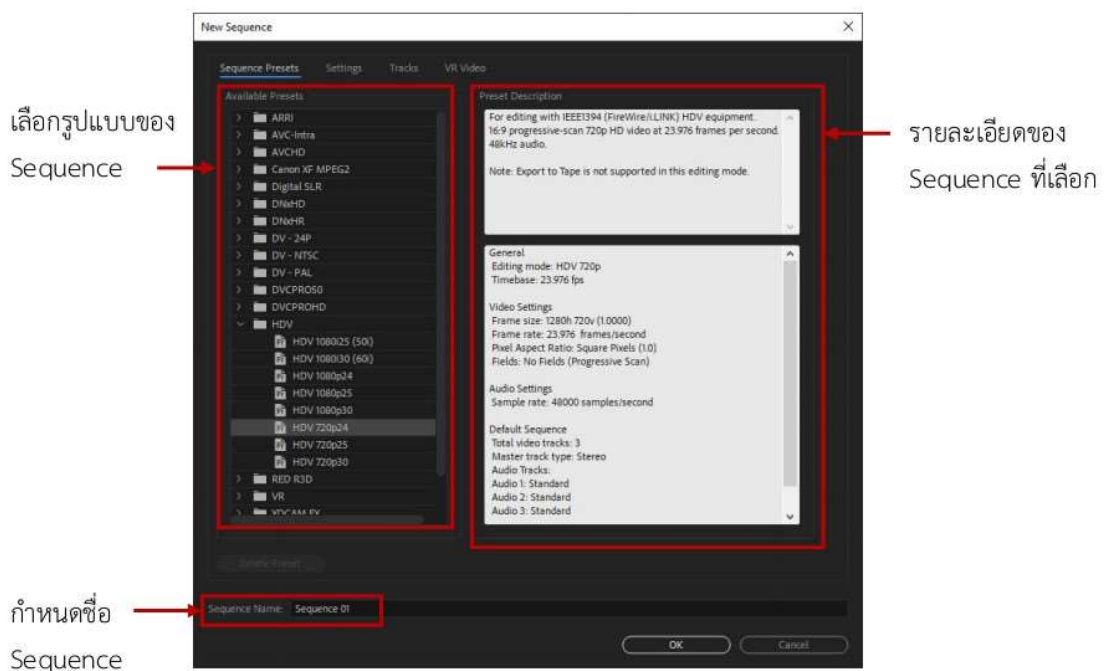 New Sequence
Sequence Presets Settings Tracks VR Video
Available Presets
ARRI
AVC-Intra
AVCHD
Canon XF MPEG2
Digital SLR
DNxHD
DNxHR
DV - 24P
DV - NTSC
DV - PAL
DVCPRO50
DVCPROHD
HDV
HDV 1080i25 (50i)
HDV 1080i30 (60i)
HDV 1080p24
HDV 1080p25
HDV 1080p30
HDV 720p24
HDV 720p25
HDV 720p30
RED R3D
VR
XDCAM EX
Preset Description
For editing with IEEE1394 (FireWire/i.LINK) HDV equipment.
16:9 progressive-scan 720p HD video at 23.976 frames per second.
48kHz audio.
Note: Export to Tape is not supported in this editing mode.
General
Editing mode: HDV 720p
Timebase: 23.976 fps
Video Settings
Frame size: 1280h 720v (1.0000)
Frame rate: 23.976 frames/second
Pixel Aspect Ratio: Square Pixels (1.0)
Fields: No Fields (Progressive Scan)
Audio Settings
Sample rate: 48000 samples/second
Default Sequence
Total video tracks: 3
Master track type: Stereo
Audio Tracks:
Audio 1: Standard
Audio 2: Standard
Audio 3: Standard
Delete Preset
Sequence Name: Sequence 01
OK Cancel
เลือกรูปแบบของ
Sequence
รายละเอียดของ
Sequence ที่เลือก
กำหนดชื่อ
Sequence